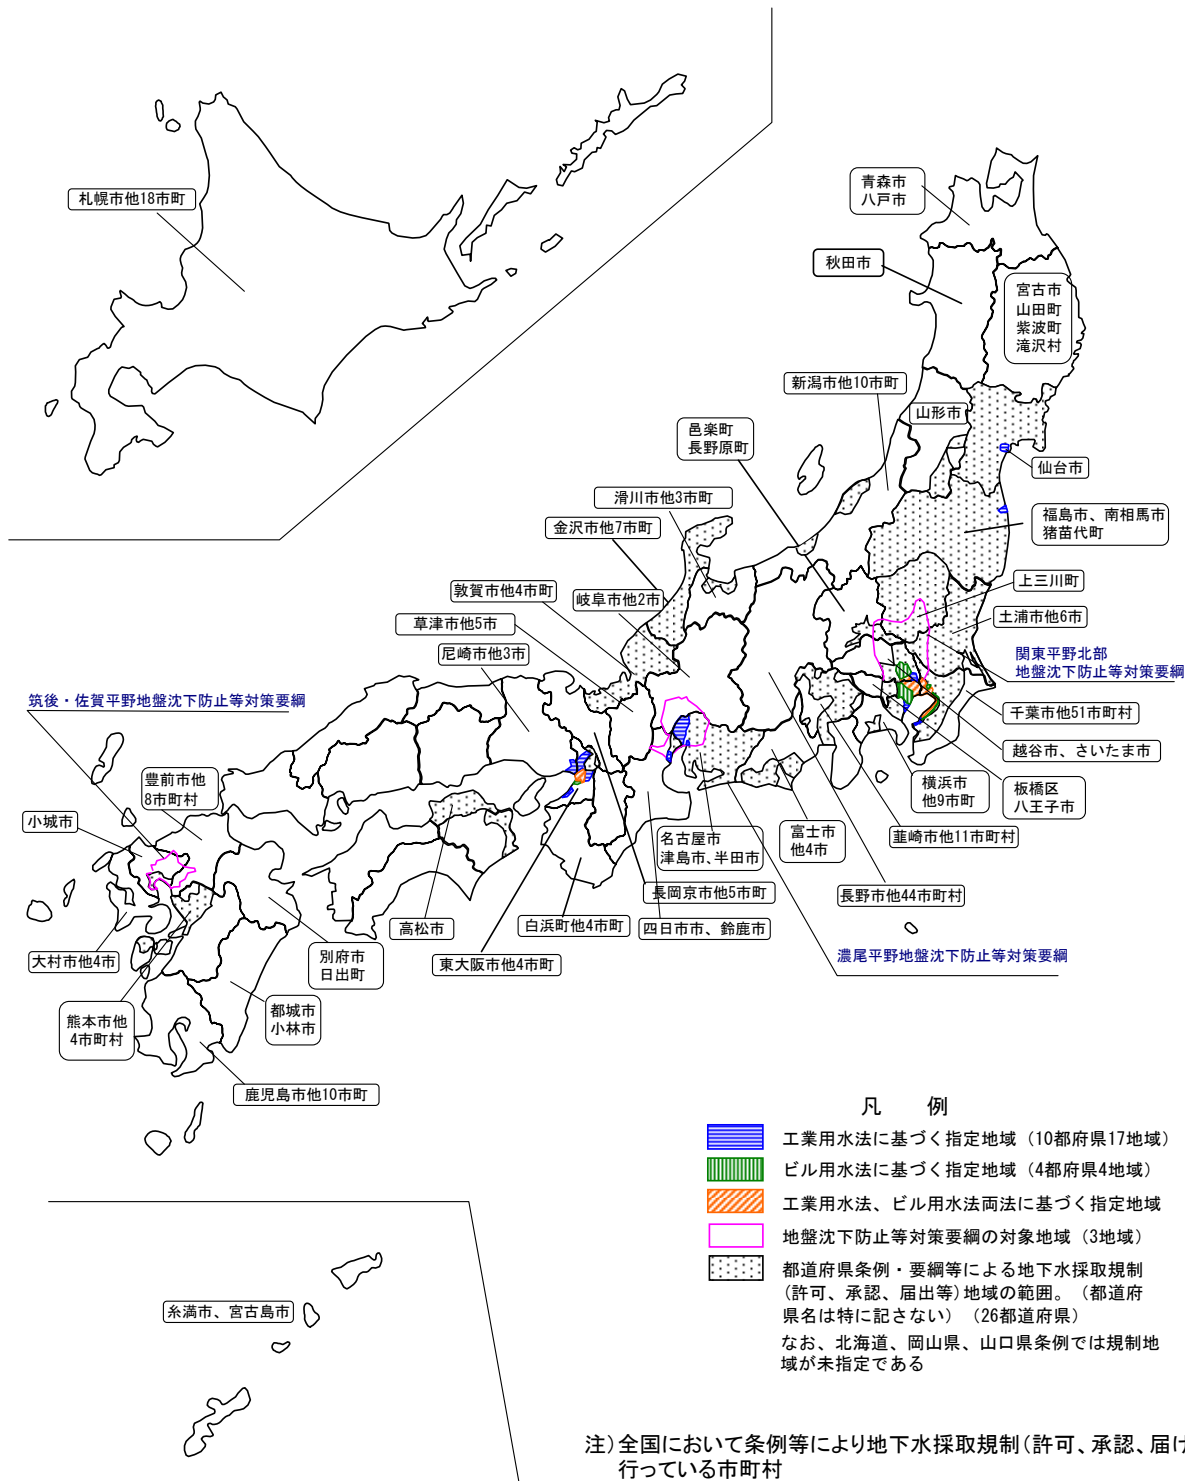 札幌市他18市町
青森市
八戸市
秋田市
宮古市
山田町
紫波町
滝沢村
新潟市他10市町
山形市
邑楽町
長野原町
仙台市
滑川市他3市町
金沢市他7市町
福島市、南相馬市
猪苗代町
敦賀市他4市町
岐阜市他2市
上三川町
草津市他5市
土浦市他6市
尼崎市他3市
関東平野北部
地盤沈下防止等対策要綱
筑後・佐賀平野地盤沈下防止等対策要綱
千葉市他51市町村
豊前市他
8市町村
越谷市、さいたま市
小城市
横浜市
他9市町
板橋区
八王子市
名古屋市
津島市、半田市
富士市
他4市
韮崎市他11市町村
長岡京市他5市町
長野市他44市町村
高松市
白浜町他4市町
四日市市、鈴鹿市
大村市他4市
別府市
日出町
東大阪市他4市町
濃尾平野地盤沈下防止等対策要綱
熊本市他
4市町村
都城市
小林市
鹿児島市他10市町
糸満市、宮古島市
凡　例
工業用水法に基づく指定地域（10都府県17地域）
ビル用水法に基づく指定地域（4都府県4地域）
工業用水法、ビル用水法両法に基づく指定地域
地盤沈下防止等対策要綱の対象地域（3地域）
都道府県条例・要綱等による地下水採取規制
(許可、承認、届出等)地域の範囲。（都道府
県名は特に記さない）（26都道府県）
なお、北海道、岡山県、山口県条例では規制地
域が未指定である
注）全国において条例等により地下水採取規制（許可、承認、届け
行っている市町村